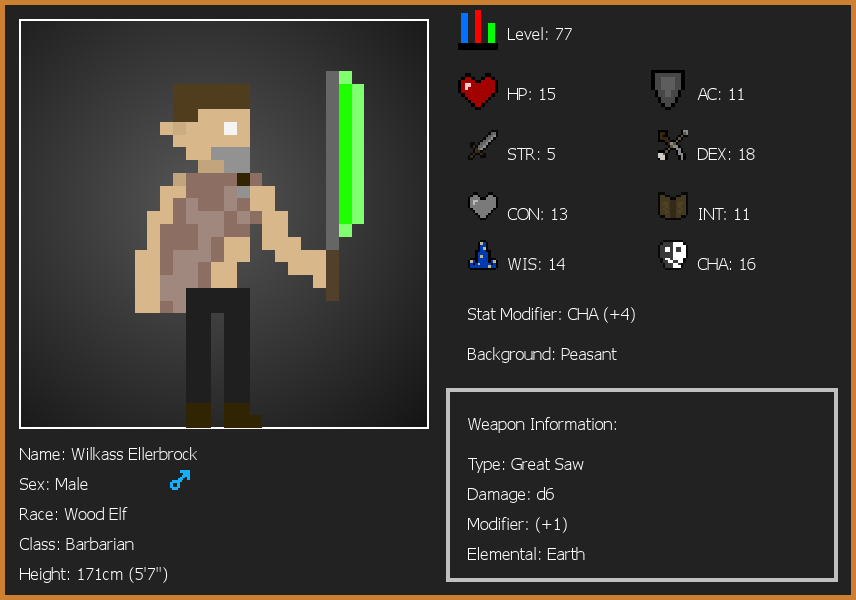 Level: 77
HP: 15
AC: 11
STR: 5
DEX: 18
CON: 13
INT: 11
WIS: 14
CHA: 16
Stat Modifier: CHA (+4)
Background: Peasant
Weapon Information:
Type: Great Saw
Damage: d6
Modifier: (+1)
Elemental: Earth
Name: Wilkass Ellerbrock
Sex: Male
Race: Wood Elf
Class: Barbarian
Height: 171cm (5'7")